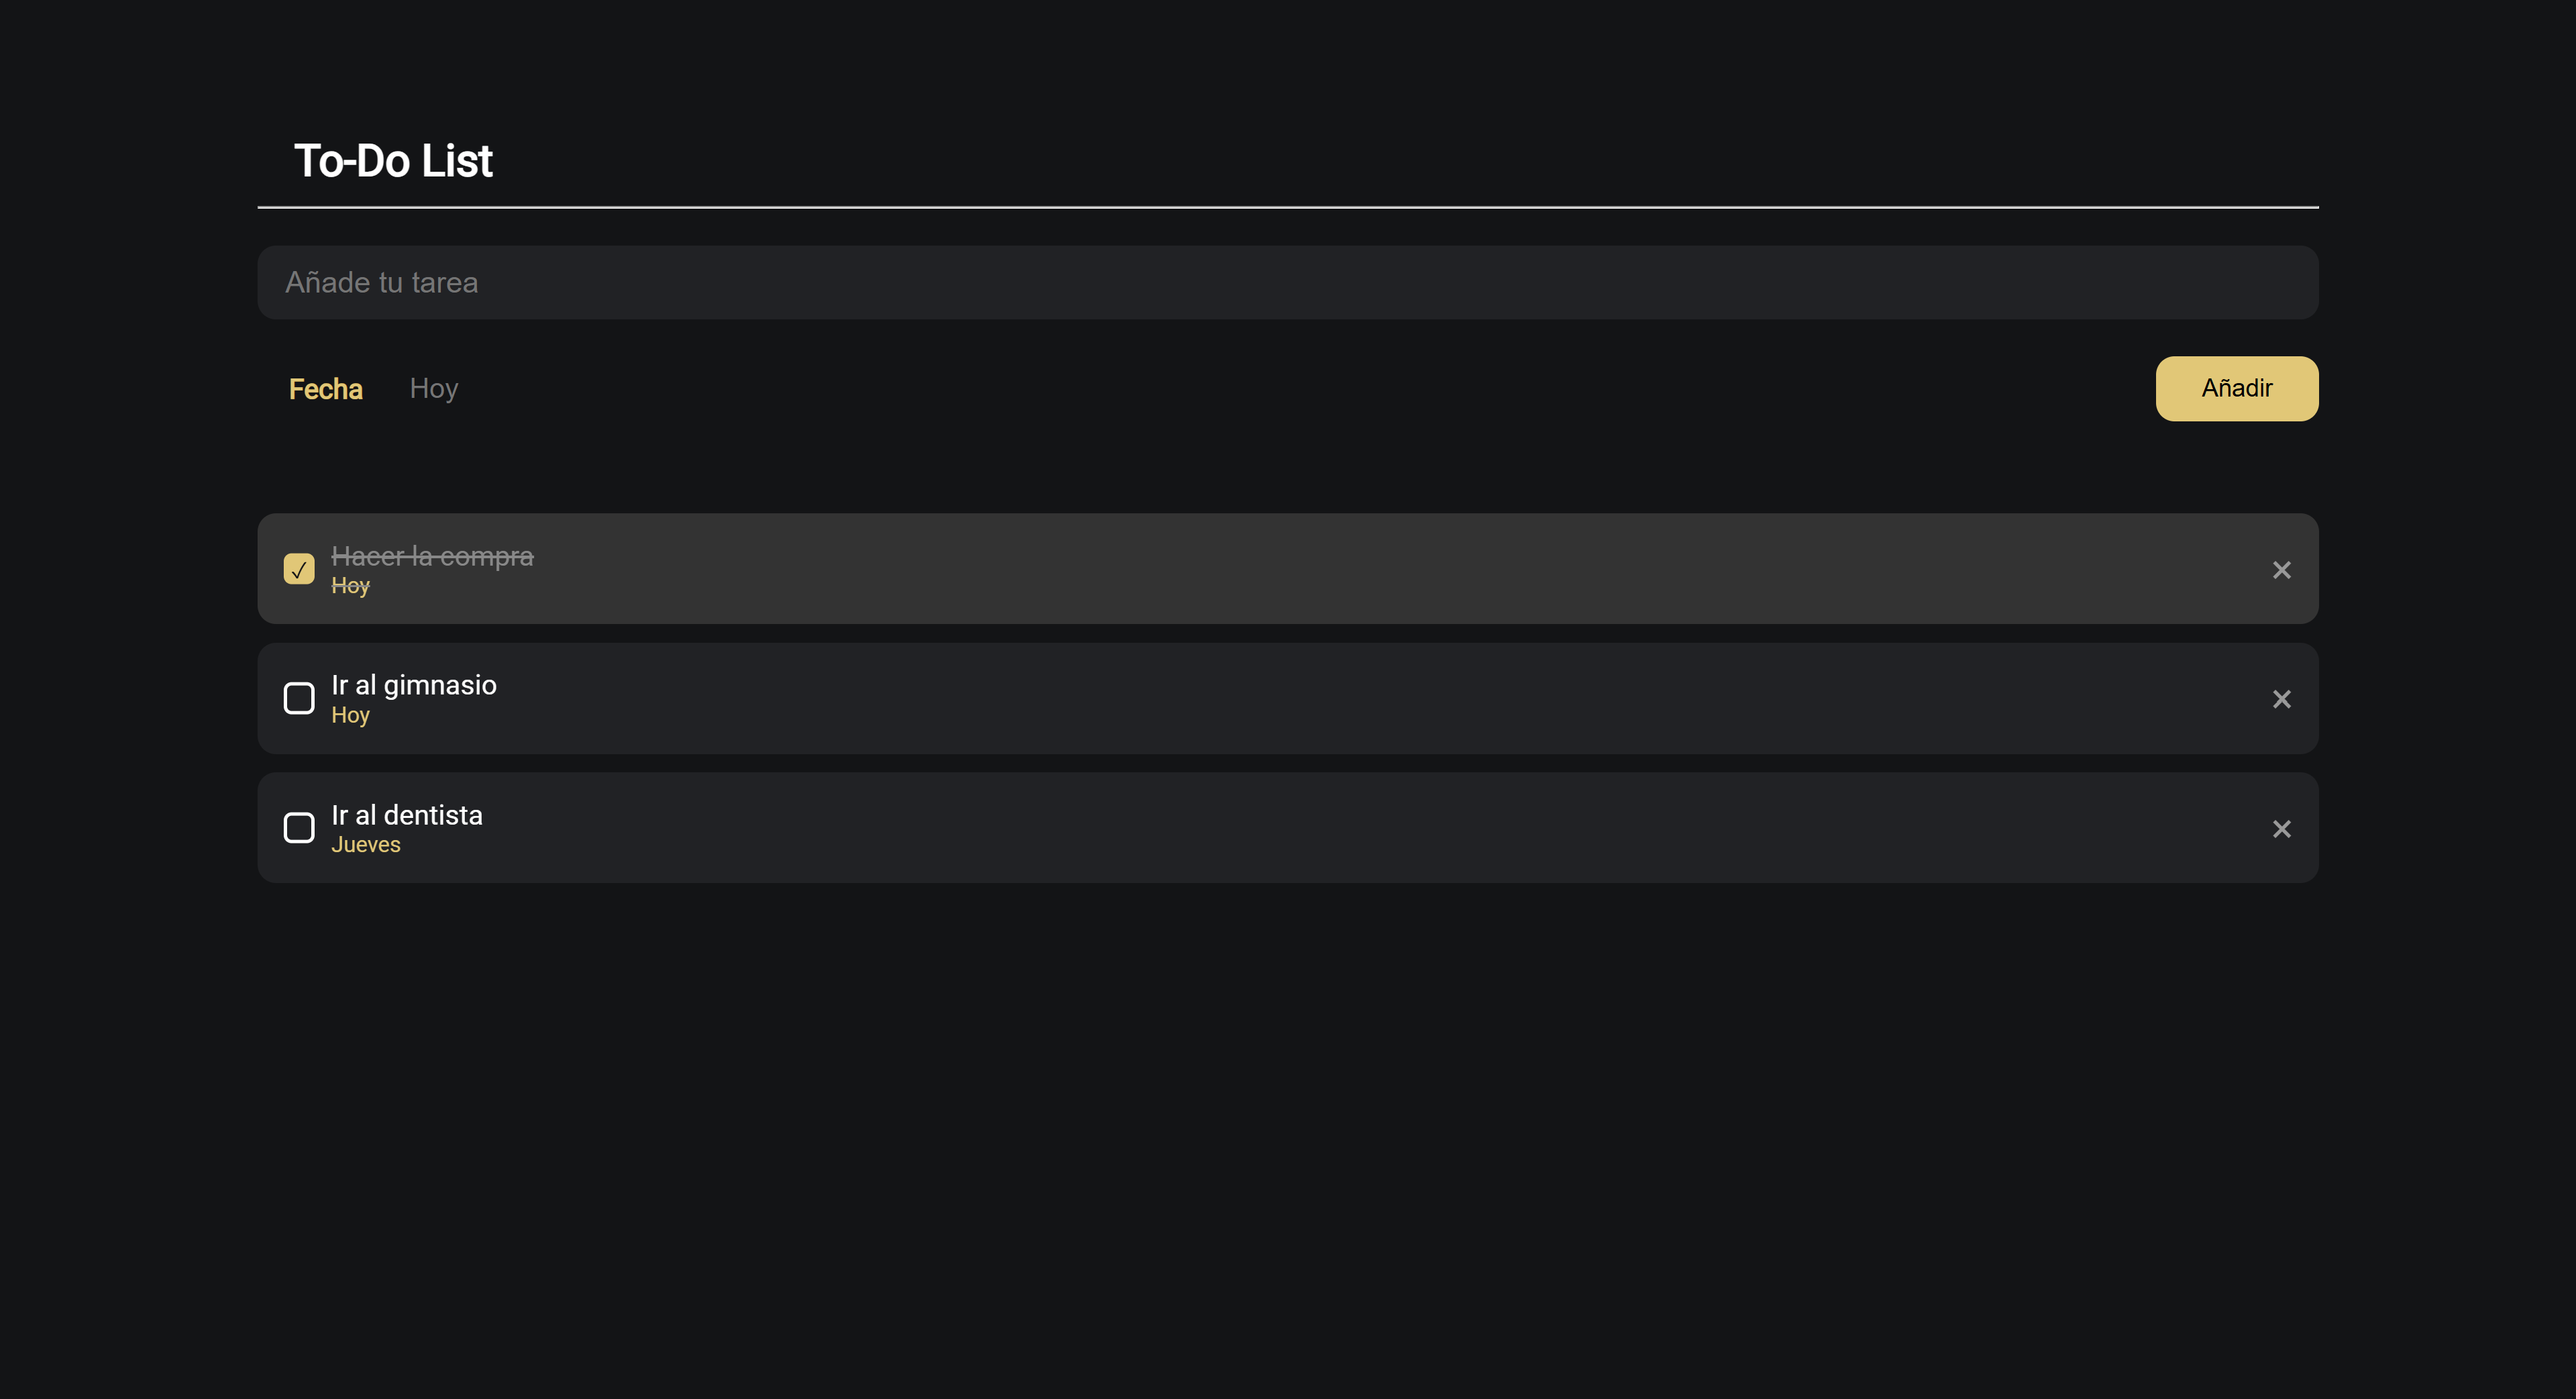 To-Do List
Añade tu tarea
Fecha Hoy Añadir
Hacer la compra
Hoy
Ir al gimnasio
Hoy
Ir al dentista
Jueves